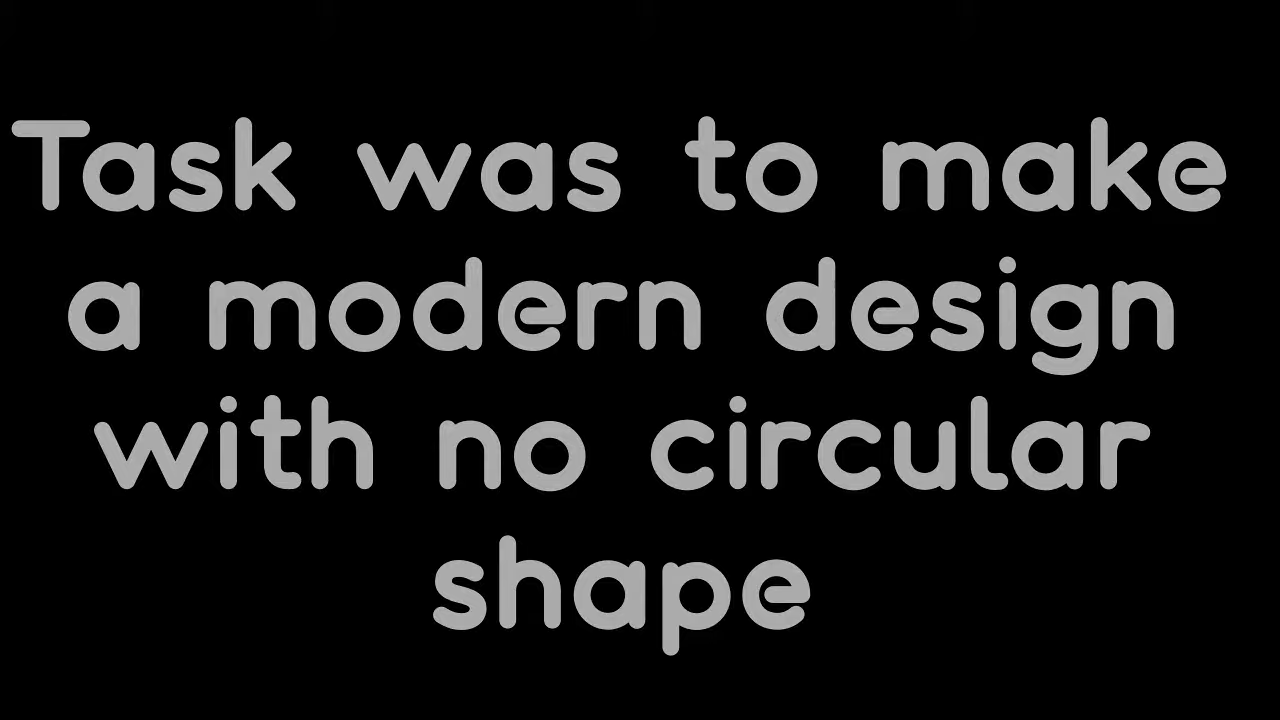 Task was to make
a modern design
with no circular
shape